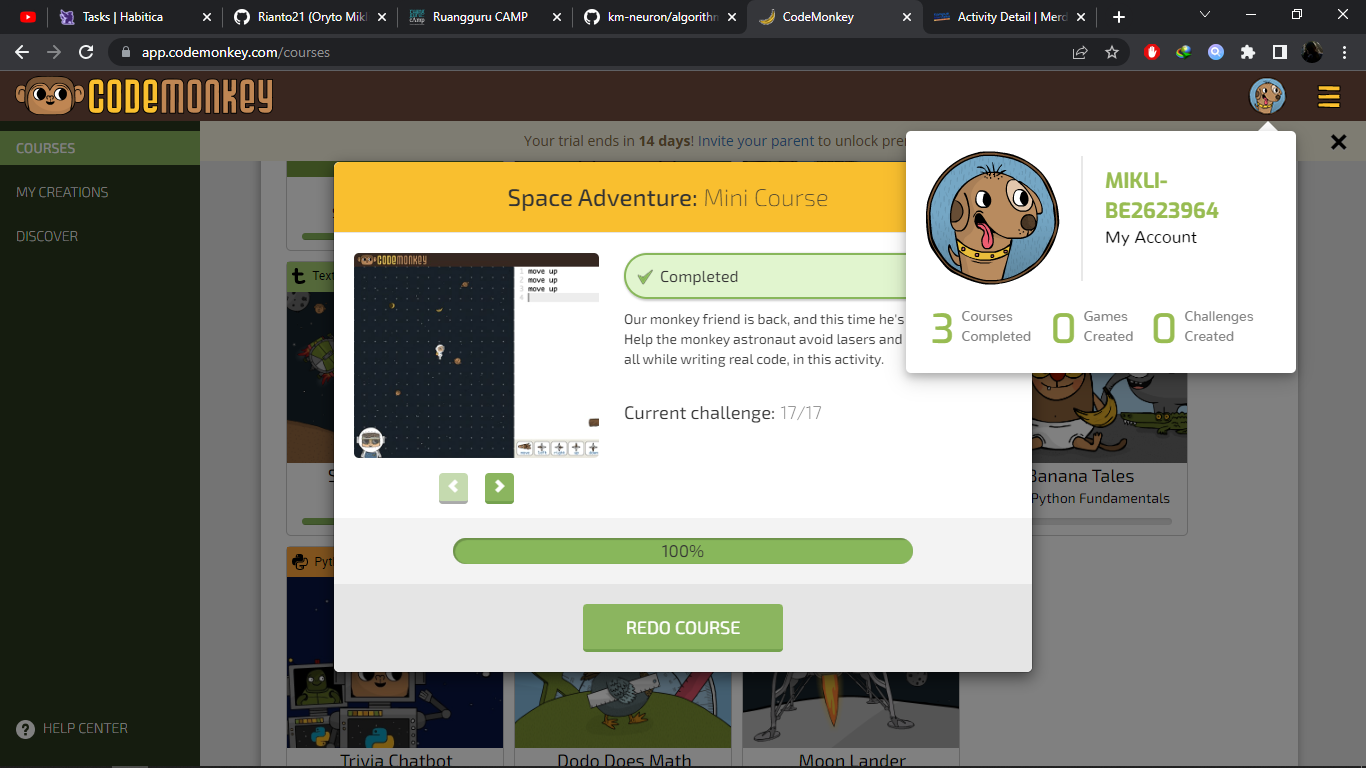 Tasks | Habitica
Rianto21 (Oryto Mikl
Ruangguru CAMP
km-neuron/algorithm
CodeMonkey
Activity Detail | Merd
app.codemonkey.com/courses
CODEMONKEY
COURSES
MY CREATIONS
DISCOVER
HELP CENTER
Your trial ends in 14 days! Invite your parent to unlock pre
Space Adventure: Mini Course
CODEMONKEY
1 move up
2 move up
3 move up
4
Completed
Our monkey friend is back, and this time he's
Help the monkey astronaut avoid lasers and
all while writing real code, in this activity.
Current challenge: 17/17
100%
REDO COURSE
MIKLI-
BE2623964
My Account
3 Courses Completed
0 Games Created
0 Challenges Created
t Text
S
Banana Tales
Python Fundamentals
Pyth
Trivia Chatbot
Dodo Does Math
Moon Lander